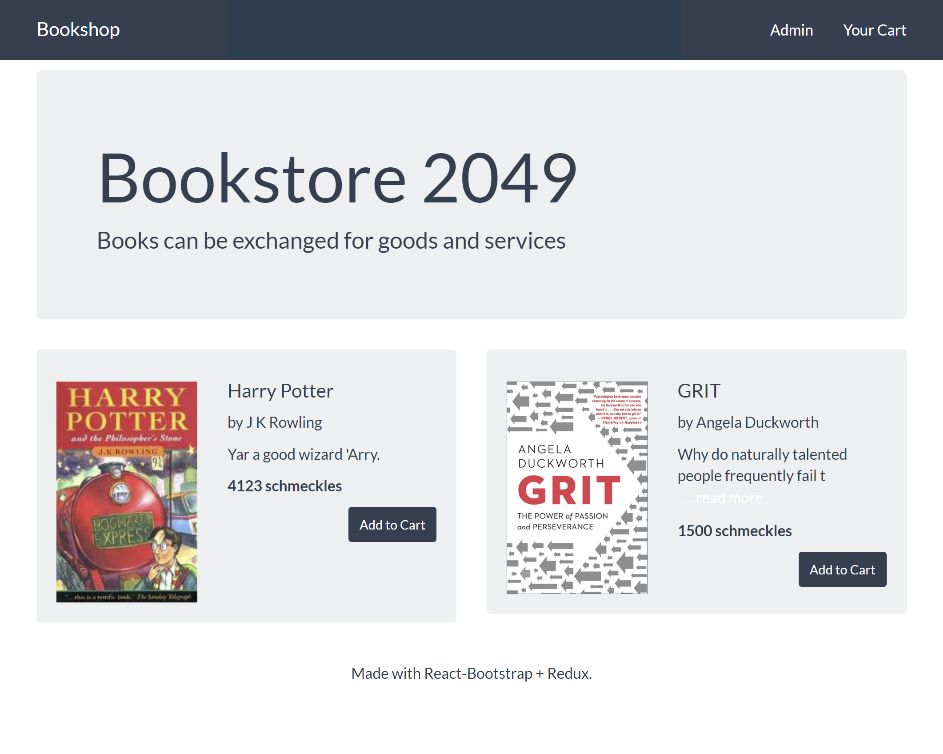 Bookshop
Admin
Your Cart
Bookstore 2049
Books can be exchanged for goods and services
HARRY
POTTER
and the Philosopher's Stone
J.K.ROWLING
HOGWARTS
EXPRESS
"...this is a terrific book." The Sunday Telegraph
Harry Potter
by J K Rowling
Yar a good wizard 'Arry.
4123 schmeckles
Add to Cart
ANGELA
DUCKWORTH
GRIT
THE POWER of PASSION
and PERSEVERANCE
GRIT
by Angela Duckworth
Why do naturally talented
people frequently fail t
... read more
1500 schmeckles
Add to Cart
Made with React-Bootstrap + Redux.